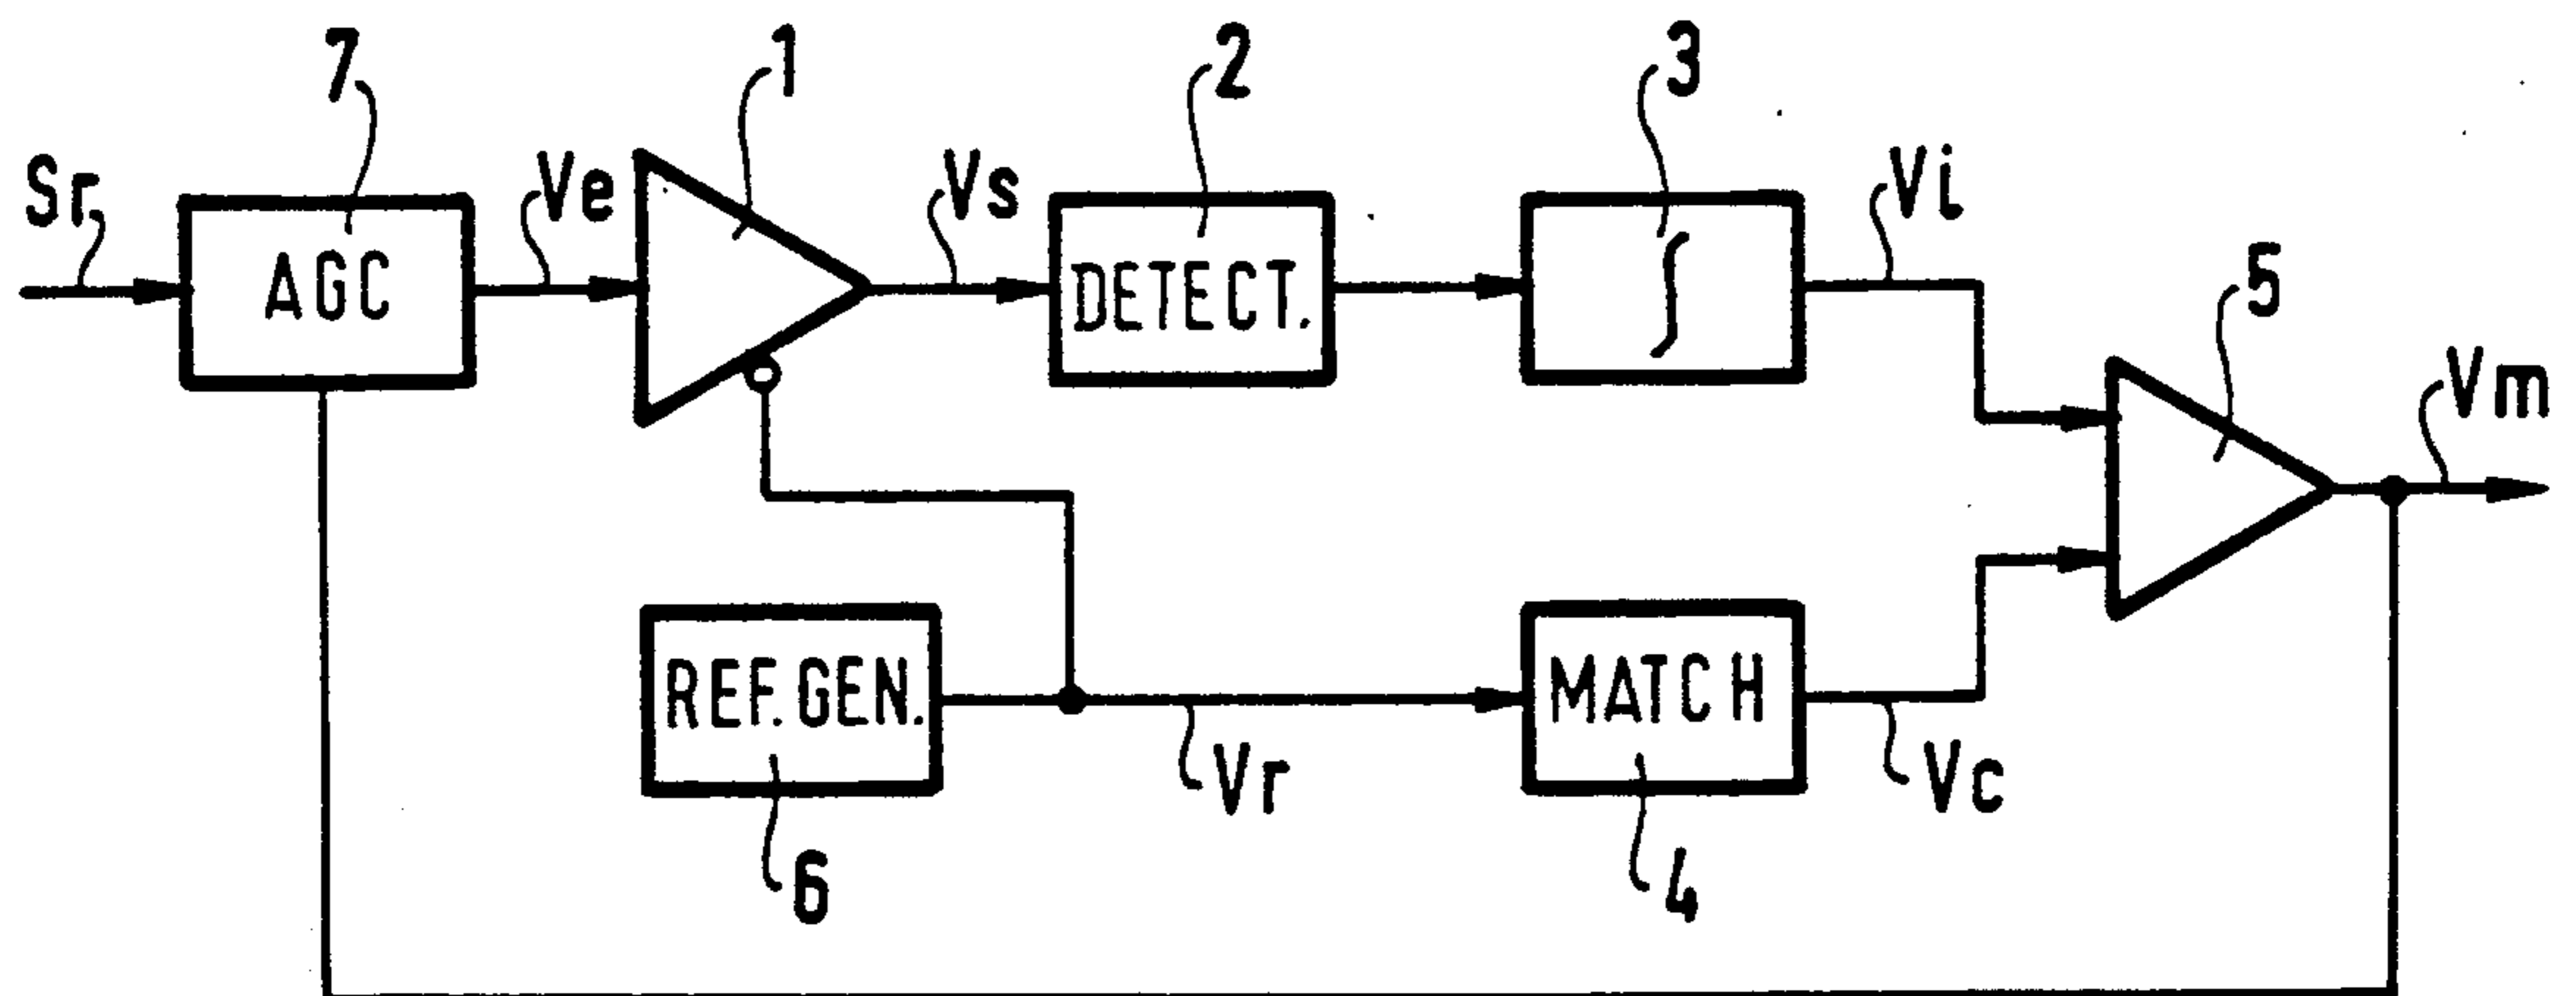 7
1
2
3
Sr
Ve
Vs
Vi
AGC
DETECT.
∫
5
Vm
REF. GEN.
MATCH
Vr
Vc
6
4